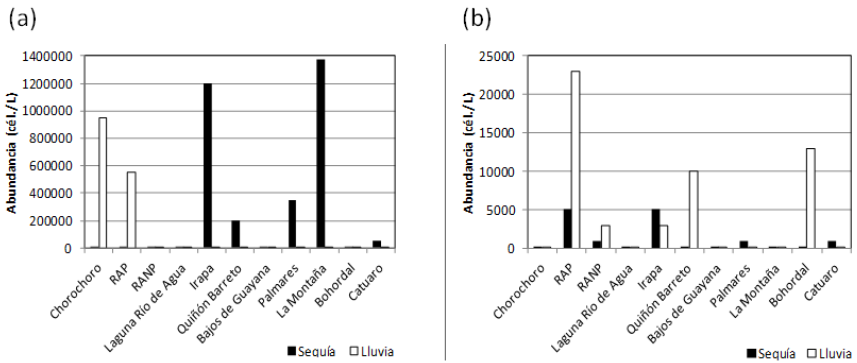 (a)
Abundancia (cél./L)
1400000
1200000
1000000
800000
600000
400000
200000
0
Chorochoro
RAP
RANP
Laguna Río de Agua
Irapa
Quiñón Barreto
Bajos de Guayana
Palmares
La Montaña
Bohordal
Catuaro
Sequía Lluvia
(b)
Abundancia (cél./L)
25000
20000
15000
10000
5000
0
Chorochoro
RAP
RANP
Laguna Río de Agua
Irapa
Quiñón Barreto
Bajos de Guayana
Palmares
La Montaña
Bohordal
Catuaro
Sequía Lluvia